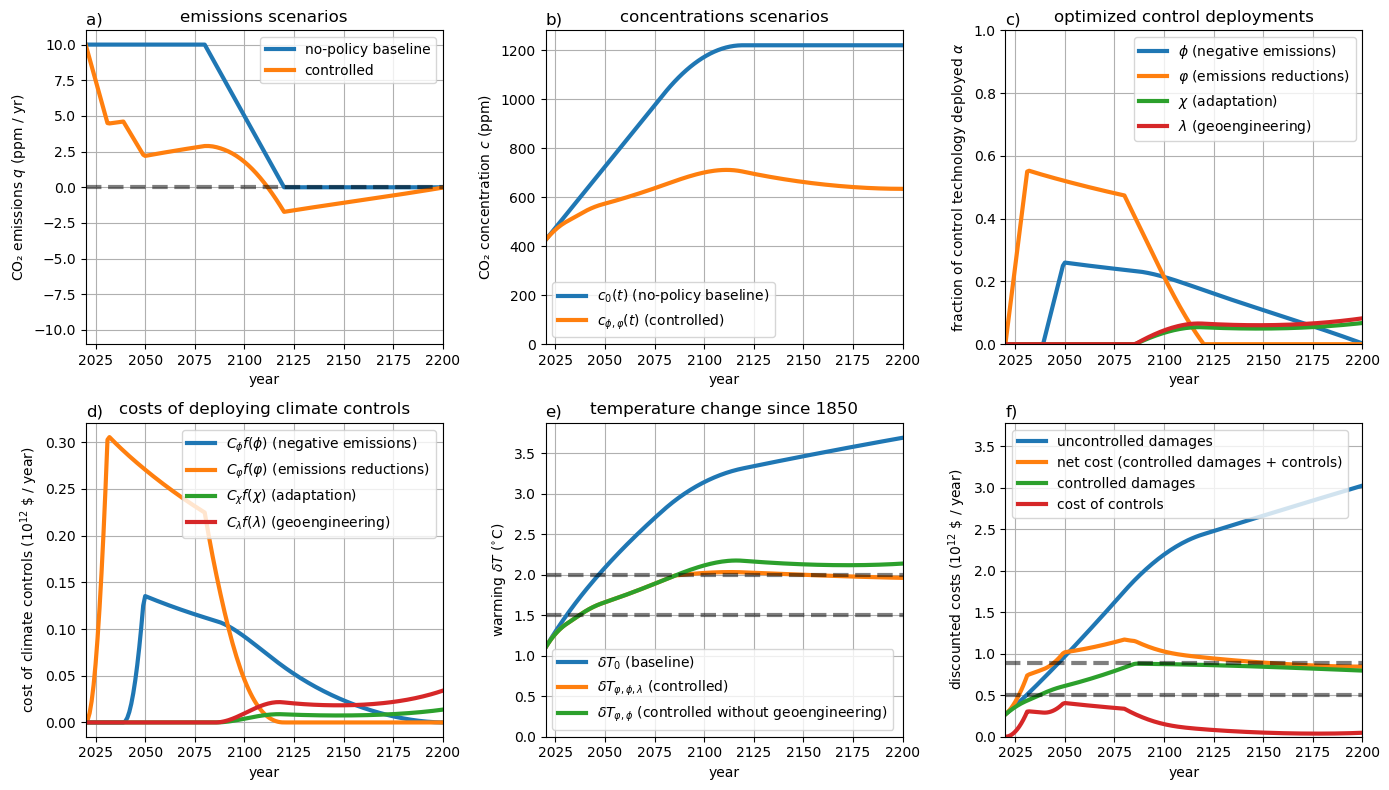 a) emissions scenarios
CO₂ emissions q (ppm / yr)
10.0
7.5
5.0
2.5
0.0
−2.5
−5.0
−7.5
−10.0
no-policy baseline
controlled
2025 2050 2075 2100 2125 2150 2175 2200
year
b) concentrations scenarios
CO₂ concentration c (ppm)
1200
1000
800
600
400
200
0
c₀(t) (no-policy baseline)
c_{ϕ,φ}(t) (controlled)
2025 2050 2075 2100 2125 2150 2175 2200
year
c) optimized control deployments
fraction of control technology deployed α
1.0
0.8
0.6
0.4
0.2
0.0
ϕ (negative emissions)
φ (emissions reductions)
χ (adaptation)
λ (geoengineering)
2025 2050 2075 2100 2125 2150 2175 2200
year
d) costs of deploying climate controls
cost of climate controls (10¹² $ / year)
0.30
0.25
0.20
0.15
0.10
0.05
0.00
C_ϕf(ϕ) (negative emissions)
C_φf(φ) (emissions reductions)
C_χf(χ) (adaptation)
C_λf(λ) (geoengineering)
2025 2050 2075 2100 2125 2150 2175 2200
year
e) temperature change since 1850
warming δT (°C)
3.5
3.0
2.5
2.0
1.5
1.0
0.5
0.0
δT₀ (baseline)
δT_{φ,ϕ,λ} (controlled)
δT_{φ,ϕ} (controlled without geoengineering)
2025 2050 2075 2100 2125 2150 2175 2200
year
f)
discounted costs (10¹² $ / year)
3.5
3.0
2.5
2.0
1.5
1.0
0.5
0.0
uncontrolled damages
net cost (controlled damages + controls)
controlled damages
cost of controls
2025 2050 2075 2100 2125 2150 2175 2200
year